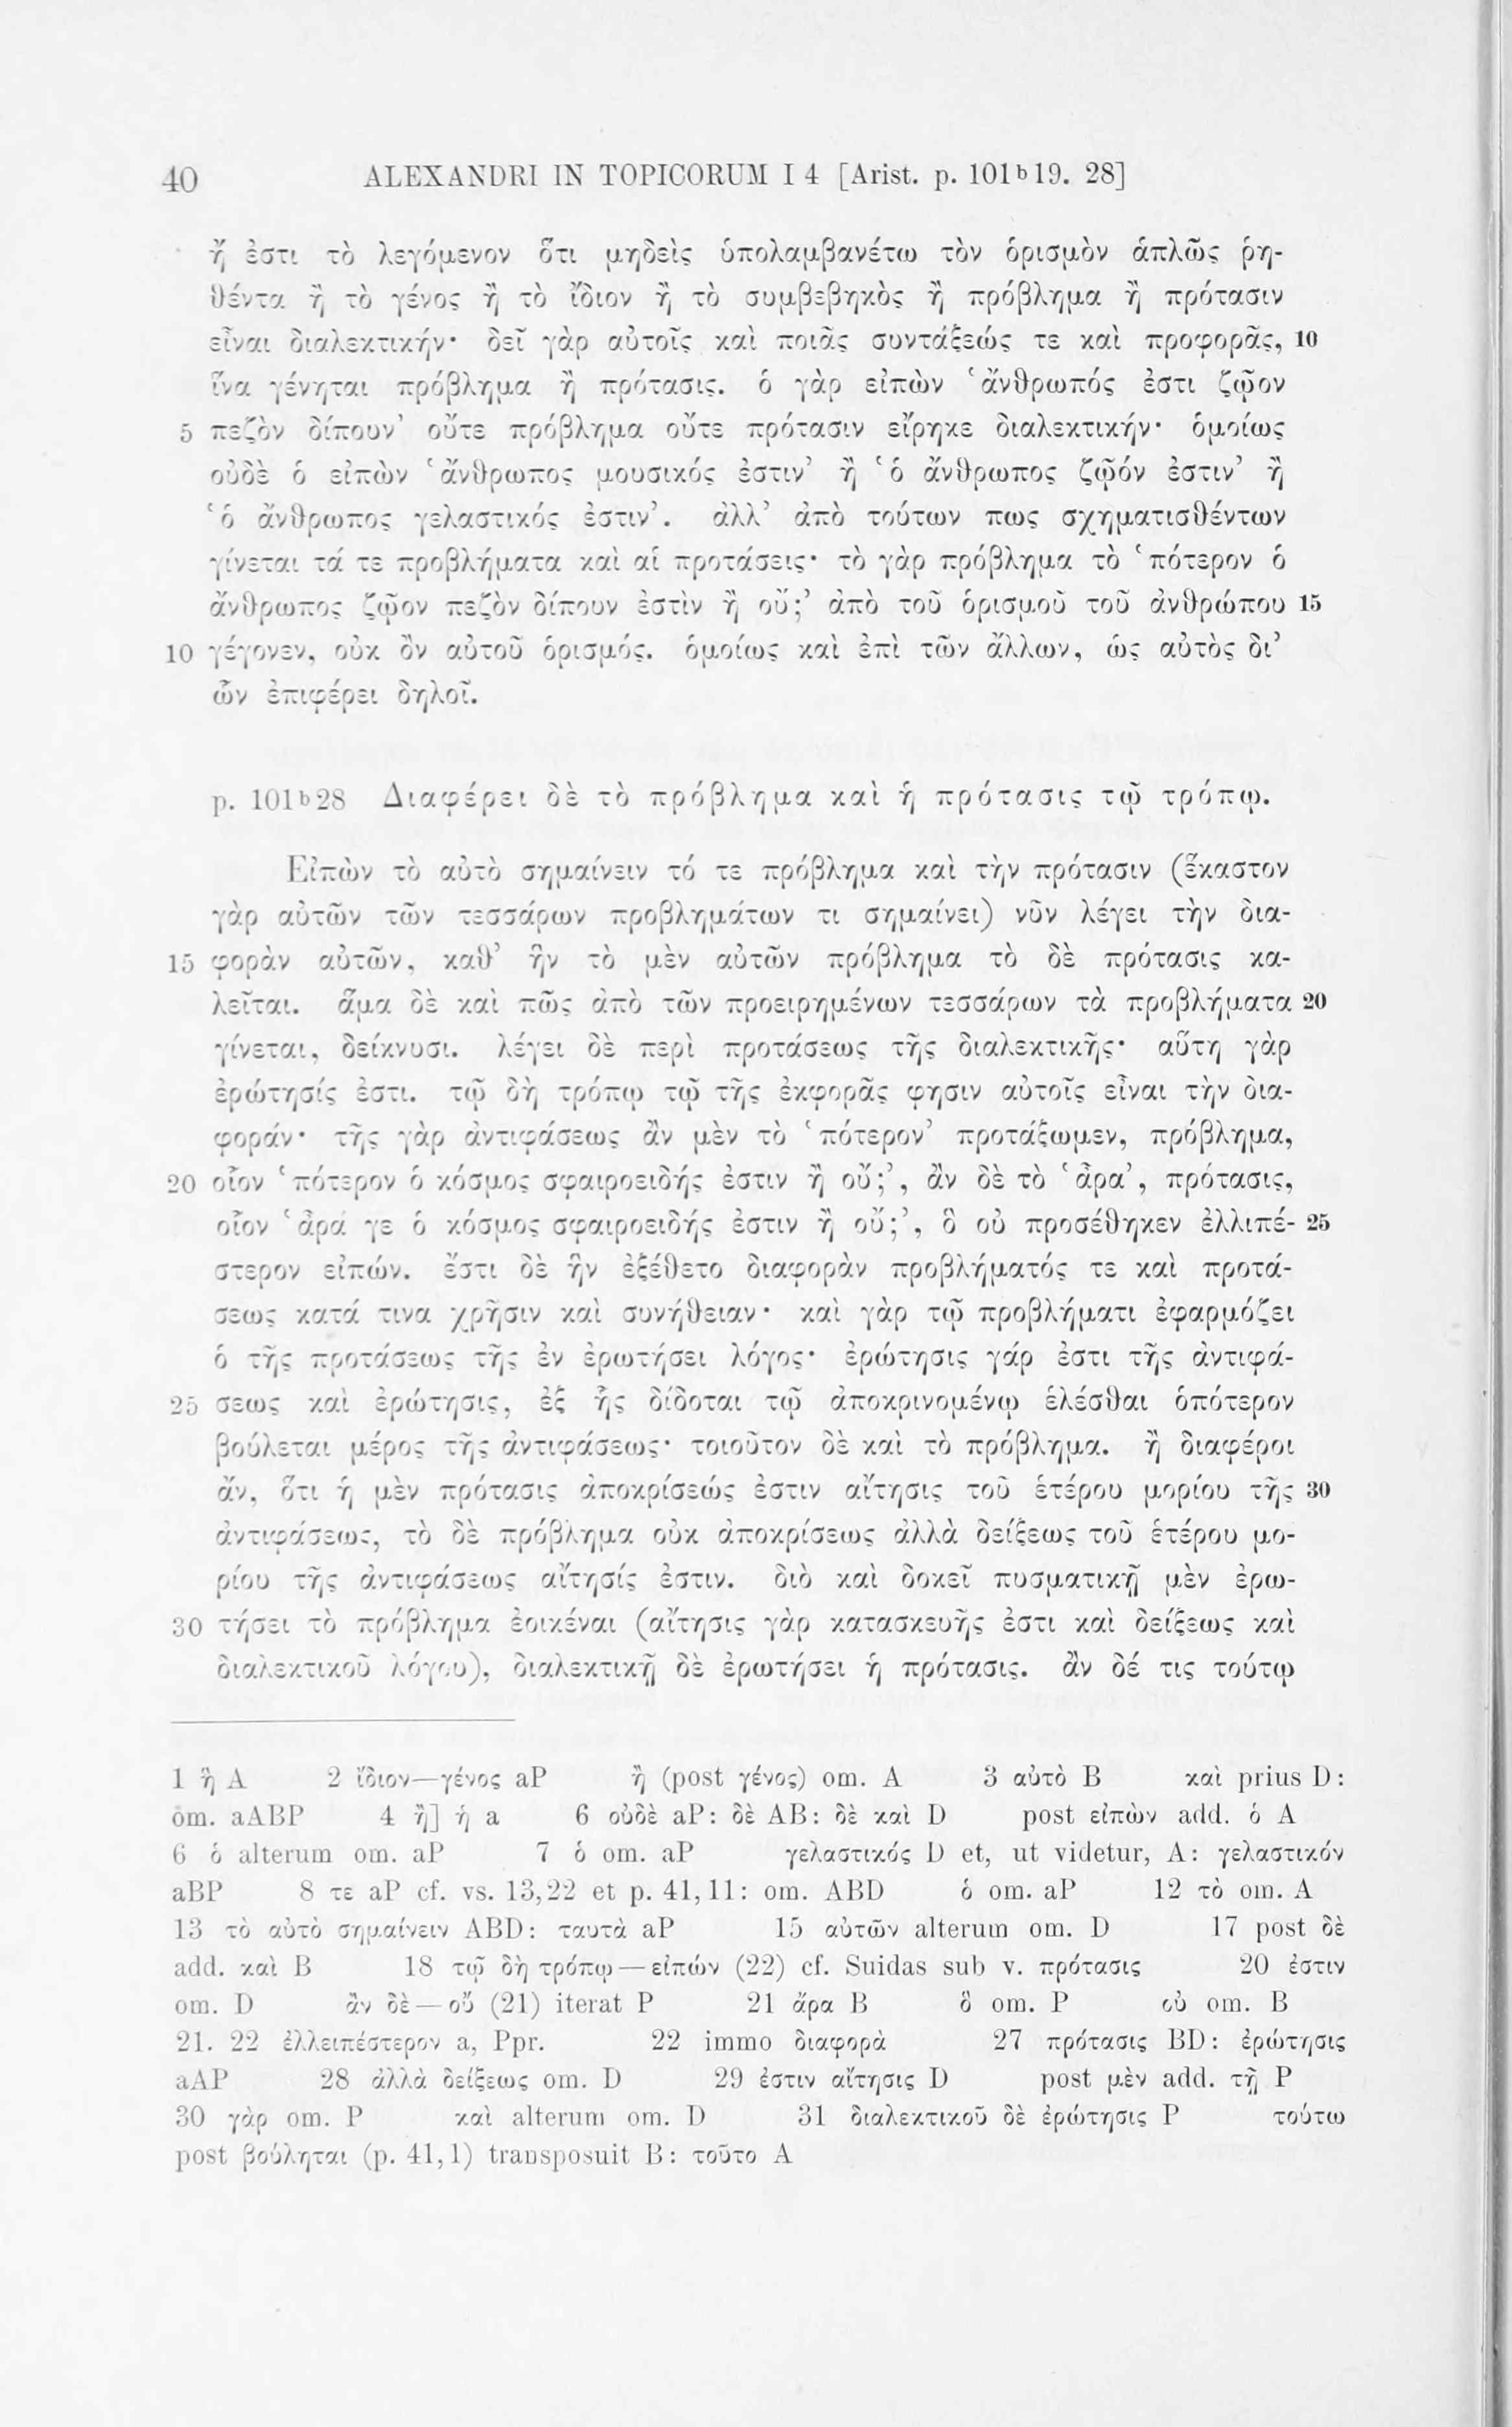 40 ALEXANDRI IN TOPICORUM I 4 [Arist. p. 101ᵇ19. 28]
ἤ ἐστι τὸ λεγόμενον ὅτι μηδεὶς ὑπολαμβανέτω τὸν ὁρισμὸν ἁπλῶς ῥη-
θέντα ἢ τὸ γένος ἢ τὸ ἴδιον ἢ τὸ συμβεβηκὸς ἢ πρόβλημα ἢ πρότασιν
εἶναι διαλεκτικήν· δεῖ γὰρ αὐτοῖς καὶ ποιᾶς συντάξεώς τε καὶ προφορᾶς, 10
ἵνα γένηται πρόβλημα ἢ πρότασις. ὁ γὰρ εἰπὼν ‘ἄνθρωπός ἐστι ζῷον
5 πεζὸν δίπουν’ οὔτε πρόβλημα οὔτε πρότασιν εἴρηκε διαλεκτικήν· ὁμοίως
οὐδὲ ὁ εἰπὼν ‘ἄνθρωπος μουσικός ἐστιν’ ἢ ‘ὁ ἄνθρωπος ζῷόν ἐστιν’ ἢ
‘ὁ ἄνθρωπος γελαστικός ἐστιν’. ἀλλ’ ἀπὸ τούτων πως σχηματισθέντων
γίνεται τά τε προβλήματα καὶ αἱ προτάσεις· τὸ γὰρ πρόβλημα τὸ ‘πότερον ὁ
ἄνθρωπος ζῷον πεζὸν δίπουν ἐστὶν ἢ οὔ;’ ἀπὸ τοῦ ὁρισμοῦ τοῦ ἀνθρώπου 15
10 γέγονεν, οὐκ ὂν αὐτοῦ ὁρισμός. ὁμοίως καὶ ἐπὶ τῶν ἄλλων, ὡς αὐτὸς δι’
ὧν ἐπιφέρει δηλοῖ.
p. 101ᵇ28 Διαφέρει δὲ τὸ πρόβλημα καὶ ἡ πρότασις τῷ τρόπῳ.
Εἰπὼν τὸ αὐτὸ σημαίνειν τό τε πρόβλημα καὶ τὴν πρότασιν (ἕκαστον
γὰρ αὐτῶν τῶν τεσσάρων προβλημάτων τι σημαίνει) νῦν λέγει τὴν δια-
15 φορὰν αὐτῶν, καθ’ ἣν τὸ μὲν αὐτῶν πρόβλημα τὸ δὲ πρότασις κα-
λεῖται. ἅμα δὲ καὶ πῶς ἀπὸ τῶν προειρημένων τεσσάρων τὰ προβλήματα 20
γίνεται, δείκνυσι. λέγει δὲ περὶ προτάσεως τῆς διαλεκτικῆς· αὕτη γὰρ
ἐρώτησίς ἐστι. τῷ δὴ τρόπῳ τῷ τῆς ἐκφορᾶς φησιν αὐτοῖς εἶναι τὴν δια-
φοράν· τῆς γὰρ ἀντιφάσεως ἂν μὲν τὸ ‘πότερον’ προτάξωμεν, πρόβλημα,
20 οἷον ‘πότερον ὁ κόσμος σφαιροειδής ἐστιν ἢ οὔ;’, ἂν δὲ τὸ ‘ἆρα’, πρότασις,
οἷον ‘ἆρά γε ὁ κόσμος σφαιροειδής ἐστιν ἢ οὔ;’, ὃ οὐ προσέθηκεν ἐλλιπέ- 25
στερον εἰπών. ἔστι δὲ ἣν ἐξέθετο διαφορὰν προβλήματός τε καὶ προτά-
σεως κατά τινα χρῆσιν καὶ συνήθειαν· καὶ γὰρ τῷ προβλήματι ἐφαρμόζει
ὁ τῆς προτάσεως τῆς ἐν ἐρωτήσει λόγος· ἐρώτησις γάρ ἐστι τῆς ἀντιφά-
25 σεως καὶ ἐρώτησις, ἐξ ἧς δίδοται τῷ ἀποκρινομένῳ ἑλέσθαι ὁπότερον
βούλεται μέρος τῆς ἀντιφάσεως· τοιοῦτον δὲ καὶ τὸ πρόβλημα. ἢ διαφέροι
ἄν, ὅτι ἡ μὲν πρότασις ἀποκρίσεώς ἐστιν αἴτησις τοῦ ἑτέρου μορίου τῆς 30
ἀντιφάσεως, τὸ δὲ πρόβλημα οὐκ ἀποκρίσεως ἀλλὰ δείξεως τοῦ ἑτέρου μο-
ρίου τῆς ἀντιφάσεως αἴτησίς ἐστιν. διὸ καὶ δοκεῖ πυσματικῇ μὲν ἐρω-
30 τήσει τὸ πρόβλημα ἐοικέναι (αἴτησις γὰρ κατασκευῆς ἐστι καὶ δείξεως καὶ
διαλεκτικοῦ λόγου), διαλεκτικῇ δὲ ἐρωτήσει ἡ πρότασις. ἂν δέ τις τούτῳ
1 ἢ A 2 ἴδιον—γένος aP ἢ (post γένος) om. A 3 αὐτὸ B καὶ prius D:
om. aABP 4 ἢ] ἡ a 6 οὐδὲ aP: δὲ AB: δὲ καὶ D post εἰπὼν add. ὁ A
6 ὁ alterum om. aP 7 ὁ om. aP γελαστικός D et, ut videtur, A: γελαστικόν
aBP 8 τε aP cf. vs. 13,22 et p. 41,11: om. ABD ὁ om. aP 12 τὸ om. A
13 τὸ αὐτὸ σημαίνειν ABD: ταυτὰ aP 15 αὐτῶν alterum om. D 17 post δὲ
add. καὶ B 18 τῷ δὴ τρόπῳ—εἰπών (22) cf. Suidas sub v. πρότασις 20 ἐστιν
om. D ἂν δὲ—οὔ (21) iterat P 21 ἄρα B ὃ om. P οὐ om. B
21. 22 ἐλλειπέστερον a, Ppr. 22 immo διαφορὰ 27 πρότασις BD: ἐρώτησις
aAP 28 ἀλλὰ δείξεως om. D 29 ἐστιν αἴτησις D post μὲν add. τῇ P
30 γὰρ om. P καὶ alterum om. D 31 διαλεκτικοῦ δὲ ἐρώτησις P τούτω
post βούληται (p. 41,1) transposuit B: τοῦτο A